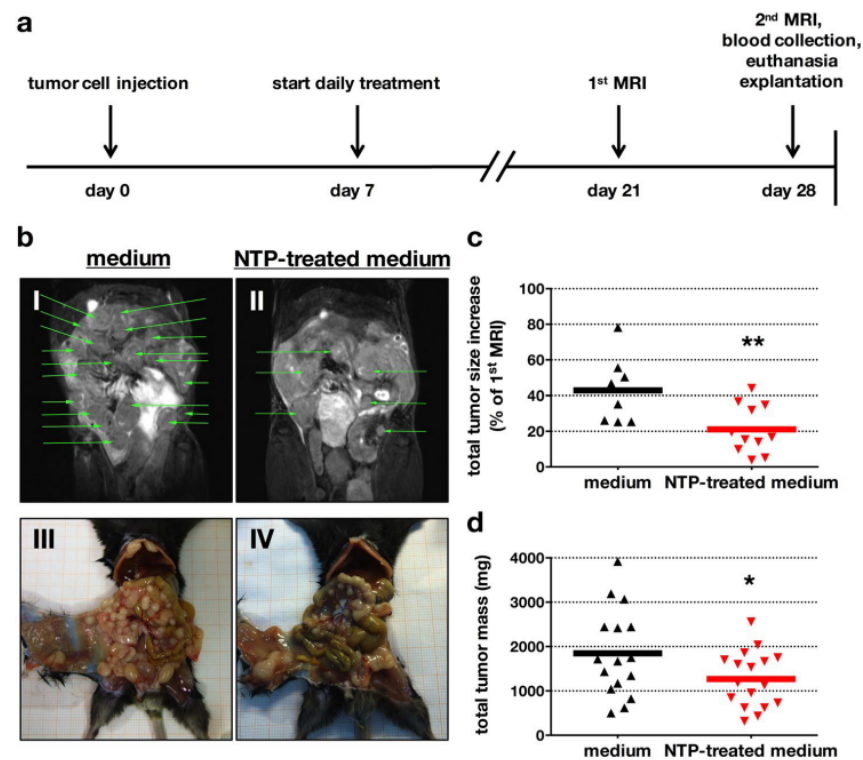 a
tumor cell injection
start daily treatment
1st MRI
2nd MRI,
blood collection,
euthanasia
explantation
day 0
day 7
day 21
day 28
b
medium
NTP-treated medium
I
II
III
IV
c
total tumor size increase
(% of 1st MRI)
100
80
60
40
20
0
**
medium
NTP-treated medium
d
total tumor mass (mg)
4000
3000
2000
1000
0
*
medium
NTP-treated medium